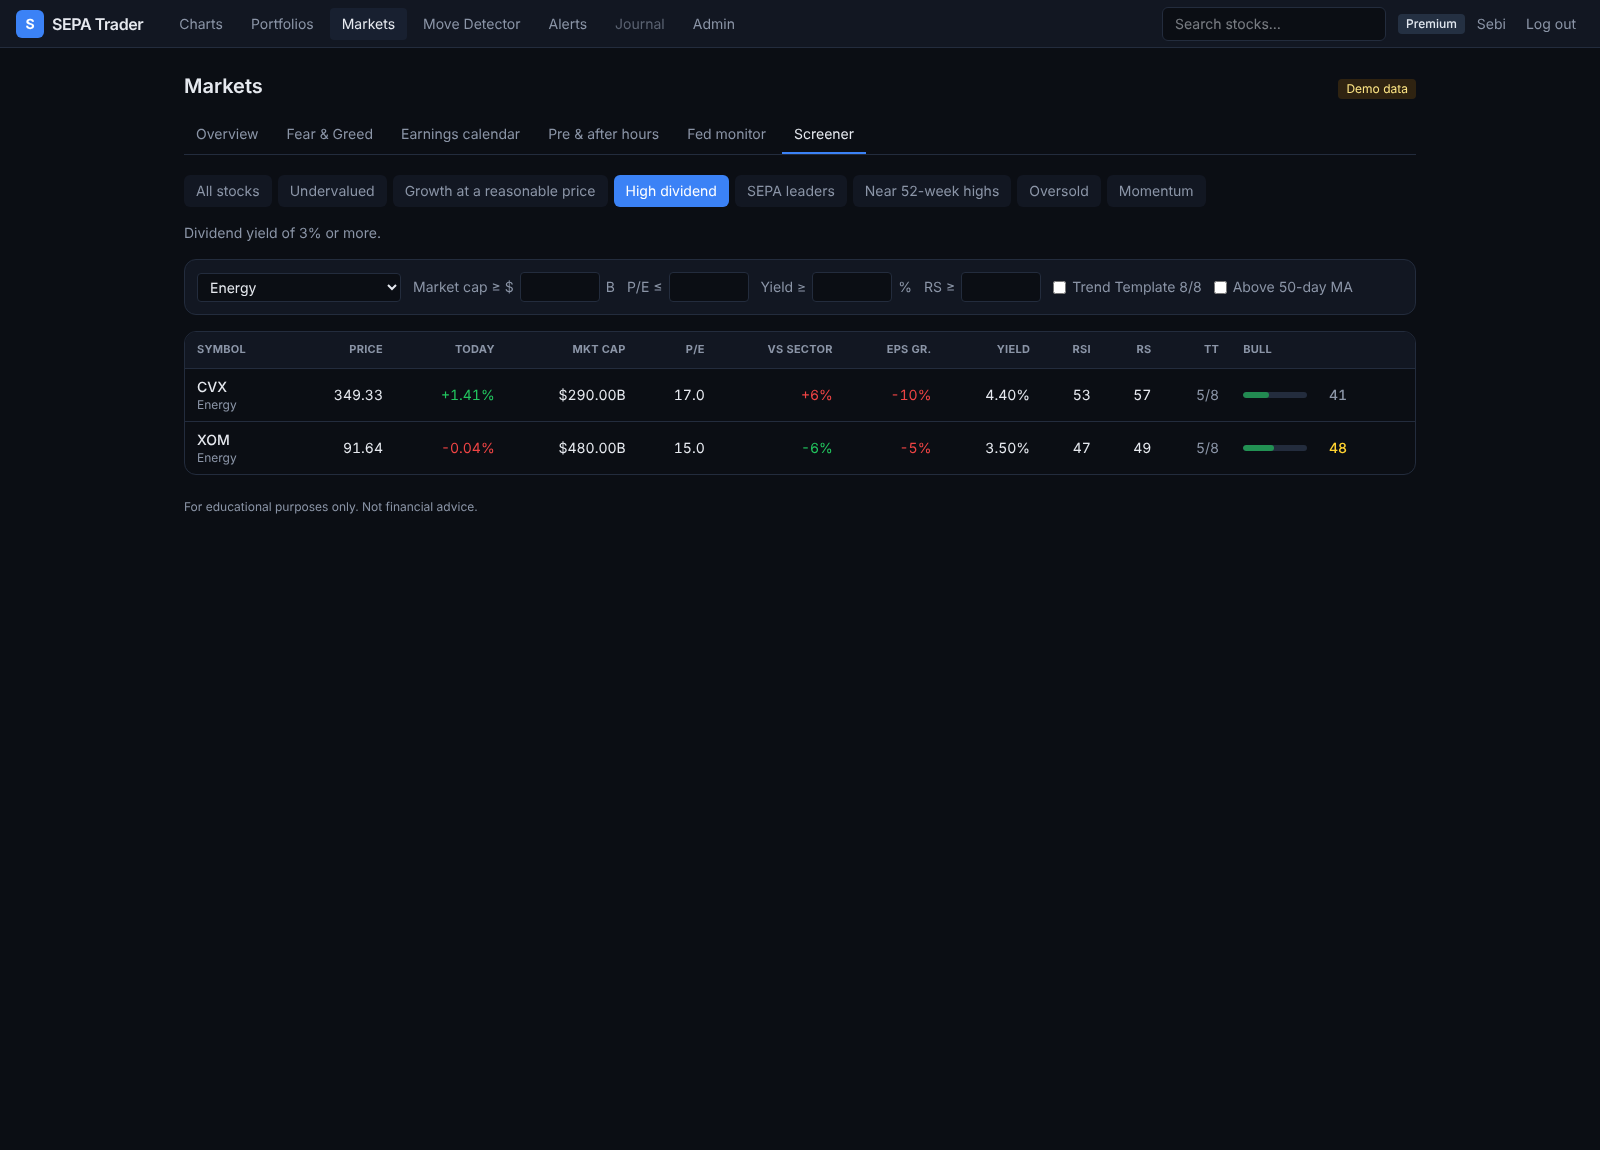 S SEPA Trader Charts Portfolios Markets Move Detector Alerts Journal Admin Search stocks... Premium Sebi Log out
Markets Demo data
Overview Fear & Greed Earnings calendar Pre & after hours Fed monitor Screener
All stocks Undervalued Growth at a reasonable price High dividend SEPA leaders Near 52-week highs Oversold Momentum
Dividend yield of 3% or more.
Energy Market cap ≥ $ B P/E ≤ Yield ≥ % RS ≥ Trend Template 8/8 Above 50-day MA
SYMBOL PRICE TODAY MKT CAP P/E VS SECTOR EPS GR. YIELD RSI RS TT BULL
CVX 349.33 +1.41% $290.00B 17.0 +6% -10% 4.40% 53 57 5/8 41
Energy
XOM 91.64 -0.04% $480.00B 15.0 -6% -5% 3.50% 47 49 5/8 48
Energy
For educational purposes only. Not financial advice.